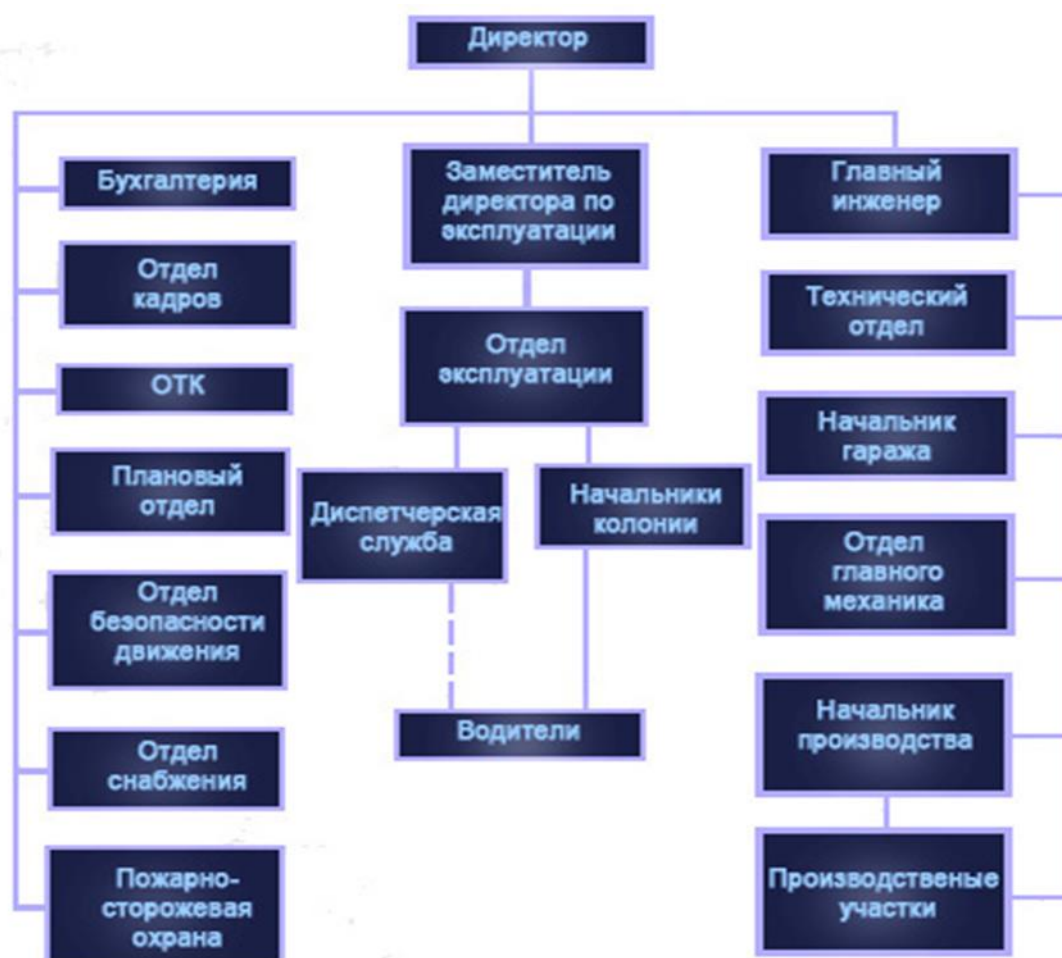 Директор
Бухгалтерия
Отдел
кадров
ОТК
Плановый
отдел
Отдел
безопасности
движения
Отдел
снабжения
Пожарно-
сторожевая
охрана
Заместитель
директора по
эксплуатации
Отдел
эксплуатации
Диспетчерская
служба
Начальники
колонии
Водители
Главный
инженер
Технический
отдел
Начальник
гаража
Отдел
главного
механика
Начальник
производства
Производственые
участки